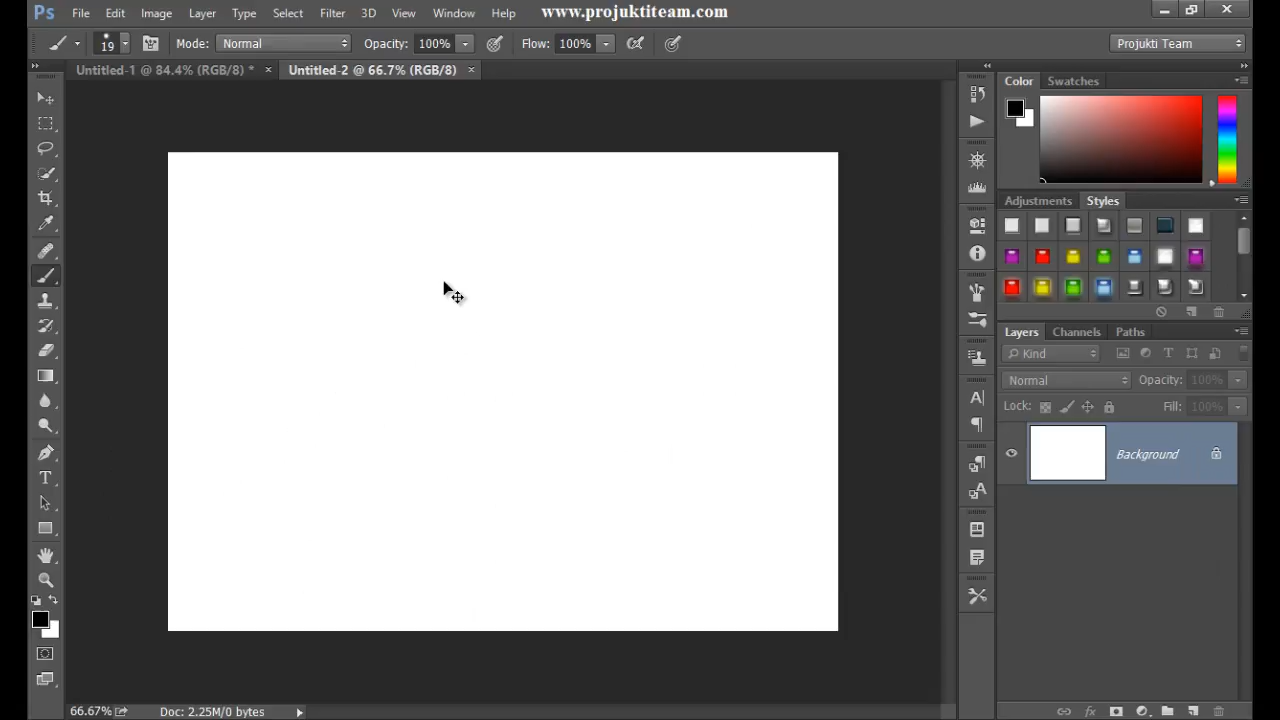 Ps File Edit Image Layer Type Select Filter 3D View Window Help www.projuktiteam.com
19 Mode: Normal Opacity: 100% Flow: 100% Projekti Team
Untitled-1 @ 84.4% (RGB/8) * × Untitled-2 @ 66.7% (RGB/8) ×
Color Swatches
Adjustments Styles
Layers Channels Paths
Kind
Normal Opacity: 100%
Lock: Fill: 100%
Background
66.67% Doc: 2.25M/0 bytes